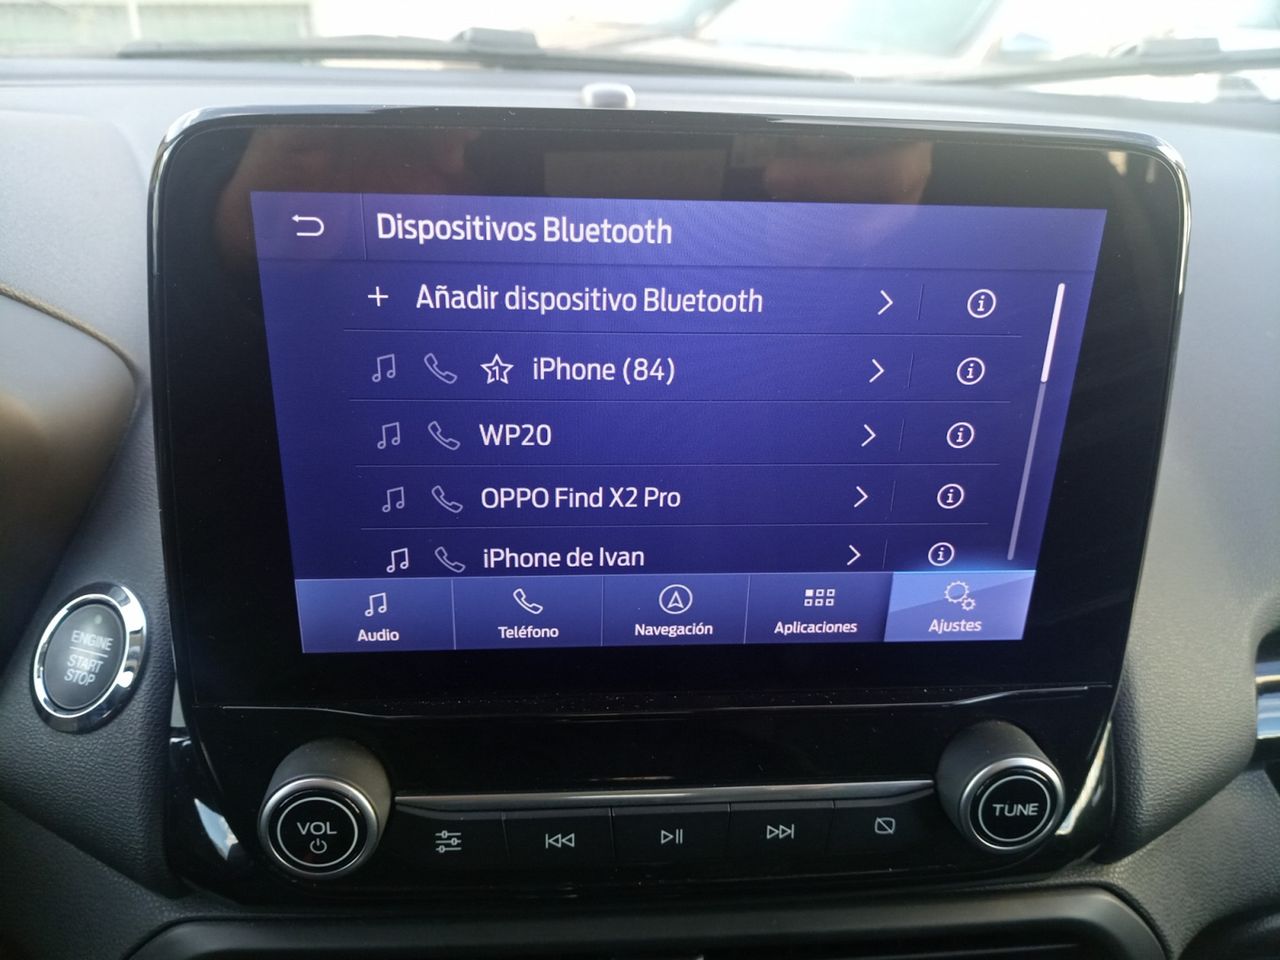 Dispositivos Bluetooth
+ Añadir dispositivo Bluetooth
1 iPhone (84)
WP20
OPPO Find X2 Pro
iPhone de Ivan
Audio
Teléfono
Navegación
Aplicaciones
Ajustes
ENGINE
START
STOP
VOL
TUNE